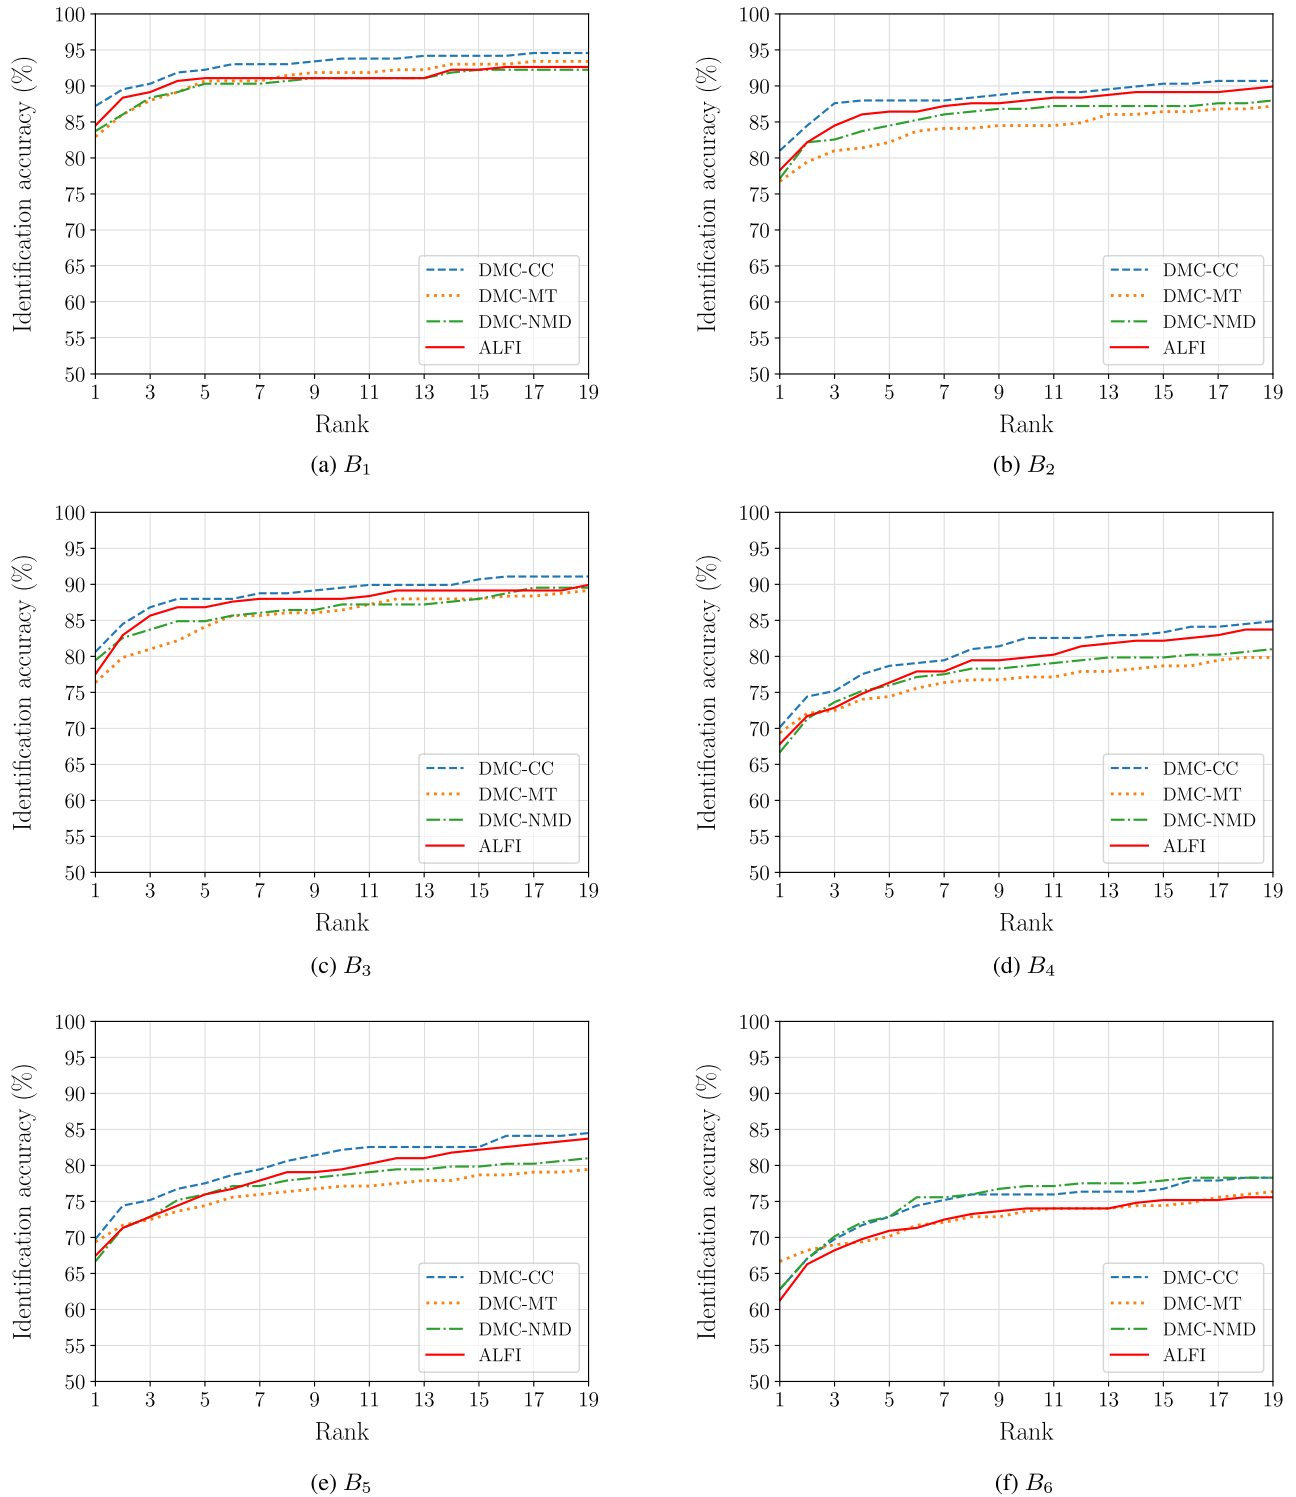 100
95
90
85
80
75
70
65
60
55
50
Identification accuracy (%)
DMC-CC
DMC-MT
DMC-NMD
ALFI
1 3 5 7 9 11 13 15 17 19
Rank
(a) B1
100
95
90
85
80
75
70
65
60
55
50
Identification accuracy (%)
DMC-CC
DMC-MT
DMC-NMD
ALFI
1 3 5 7 9 11 13 15 17 19
Rank
(b) B2
100
95
90
85
80
75
70
65
60
55
50
Identification accuracy (%)
DMC-CC
DMC-MT
DMC-NMD
ALFI
1 3 5 7 9 11 13 15 17 19
Rank
(c) B3
100
95
90
85
80
75
70
65
60
55
50
Identification accuracy (%)
DMC-CC
DMC-MT
DMC-NMD
ALFI
1 3 5 7 9 11 13 15 17 19
Rank
(d) B4
100
95
90
85
80
75
70
65
60
55
50
Identification accuracy (%)
DMC-CC
DMC-MT
DMC-NMD
ALFI
1 3 5 7 9 11 13 15 17 19
Rank
(e) B5
100
95
90
85
80
75
70
65
60
55
50
Identification accuracy (%)
DMC-CC
DMC-MT
DMC-NMD
ALFI
1 3 5 7 9 11 13 15 17 19
Rank
(f) B6